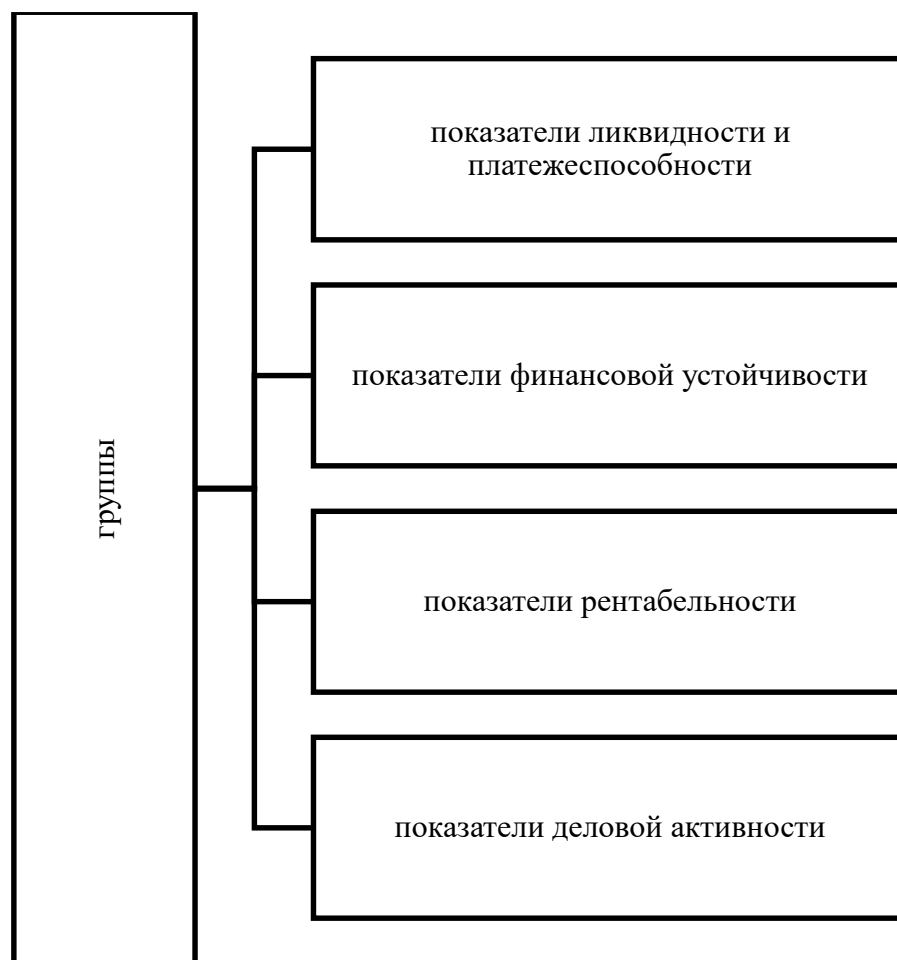 группы
показатели ликвидности и
платежеспособности
показатели финансовой устойчивости
показатели рентабельности
показатели деловой активности